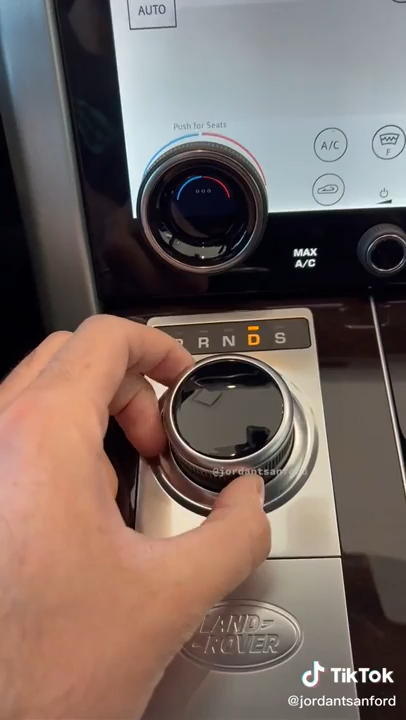 AUTO
Push for Seats
A/C
F
MAX
A/C
P R N D S
@jordantsanford
LAND-
-ROVER
TikTok
@jordantsanford